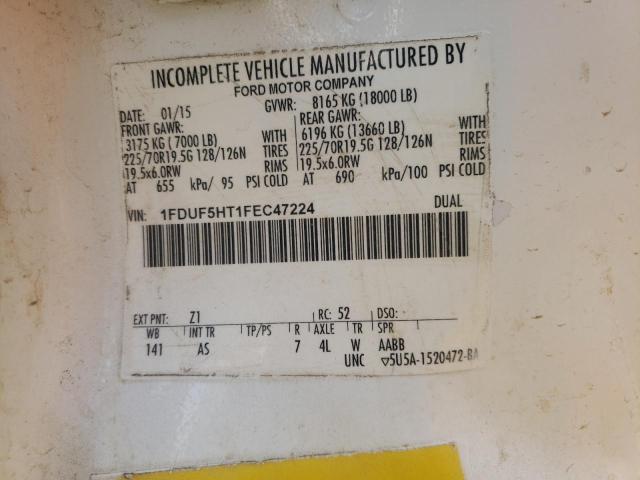 INCOMPLETE VEHICLE MANUFACTURED BY
FORD MOTOR COMPANY
DATE: 01/15 GVWR: 8165 KG (18000 LB)
FRONT GAWR: REAR GAWR:
3175 KG ( 7000 LB) WITH 6196 KG (13660 LB) WITH
225/70R19.5G 128/126N TIRES 225/70R19.5G 128/126N TIRES
19.5x6.0RW RIMS 19.5x6.0RW RIMS
AT 655 kPa/ 95 PSI COLD AT 690 kPa/100 PSI COLD
VIN: 1FDUF5HT1FEC47224 DUAL
EXT PNT: Z1 RC: 52 DSO:
WB INT TR TP/PS R AXLE TR SPR
141 AS 7 4L W AABB
UNC ▽5U5A-1520472-BA